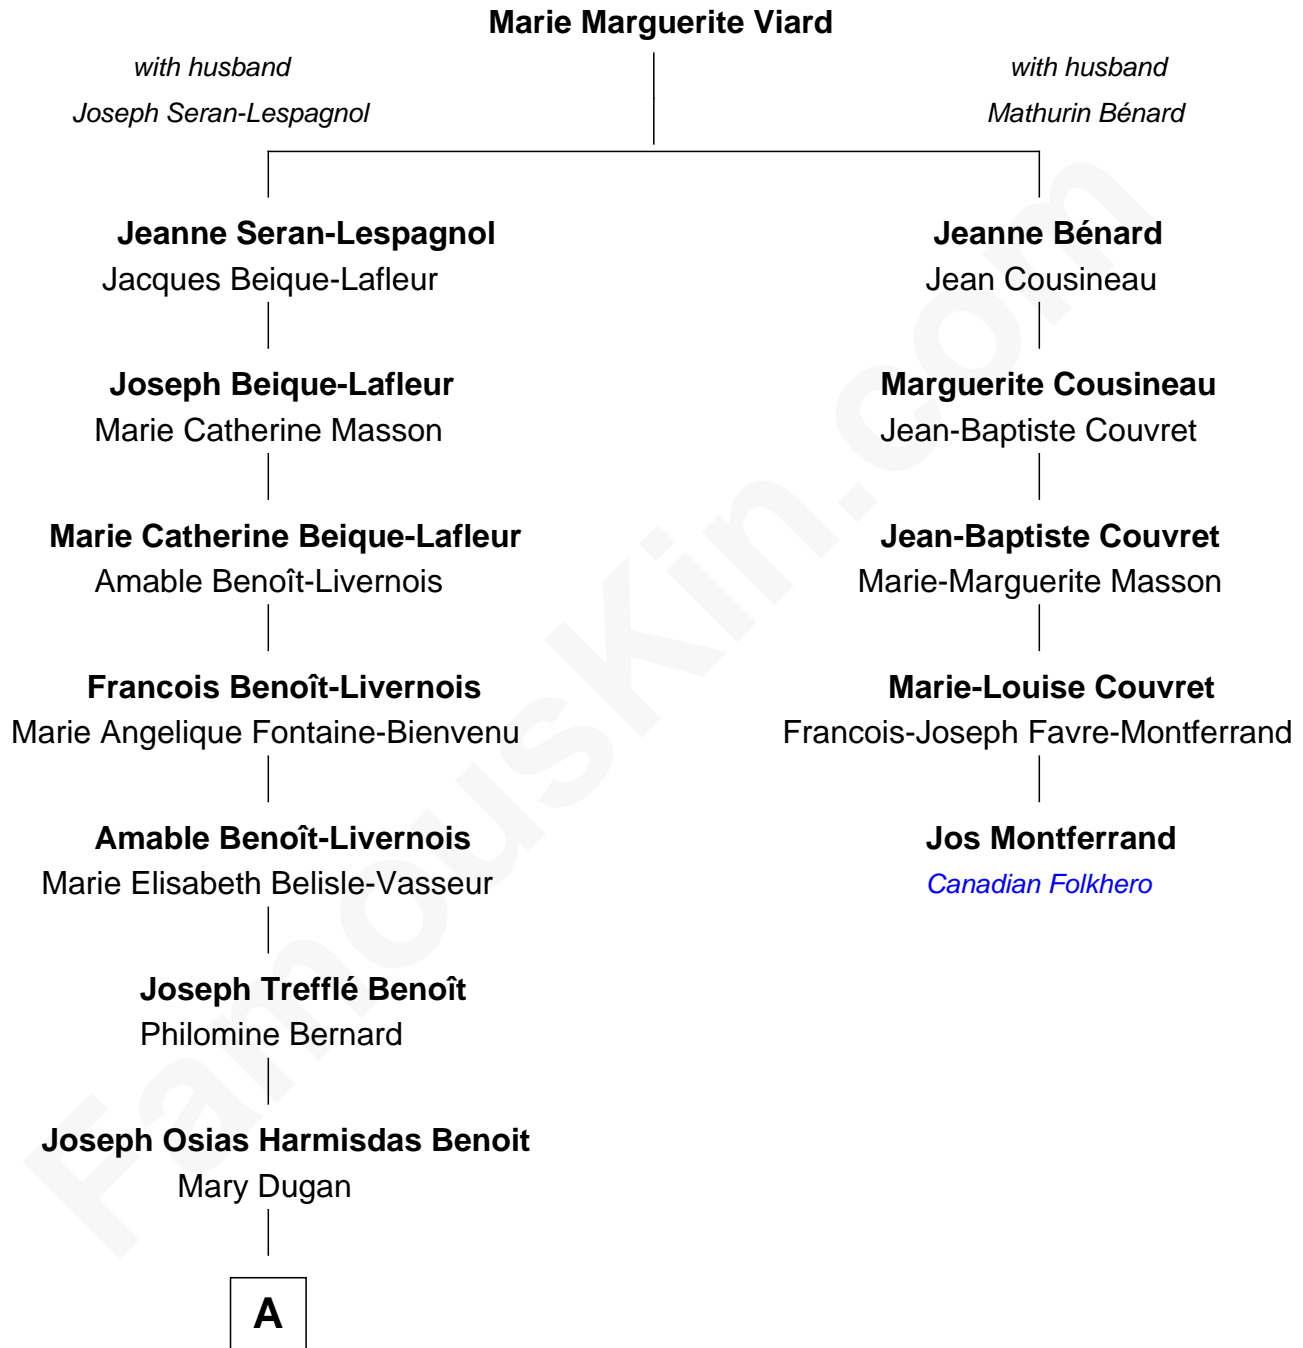 Marie Marguerite Viard
with husband
Joseph Seran-Lespagnol
with husband
Mathurin Bénard
Jeanne Seran-Lespagnol
Jacques Beique-Lafleur
Joseph Beique-Lafleur
Marie Catherine Masson
Marie Catherine Beique-Lafleur
Amable Benoît-Livernois
Francois Benoît-Livernois
Marie Angelique Fontaine-Bienvenu
Amable Benoît-Livernois
Marie Elisabeth Belisle-Vasseur
Joseph Trefflé Benoît
Philomine Bernard
Joseph Osias Harmisdas Benoit
Mary Dugan
A
Jeanne Bénard
Jean Cousineau
Marguerite Cousineau
Jean-Baptiste Couvret
Jean-Baptiste Couvret
Marie-Marguerite Masson
Marie-Louise Couvret
Francois-Joseph Favre-Montferrand
Jos Montferrand
Canadian Folkhero
FamousKin.com